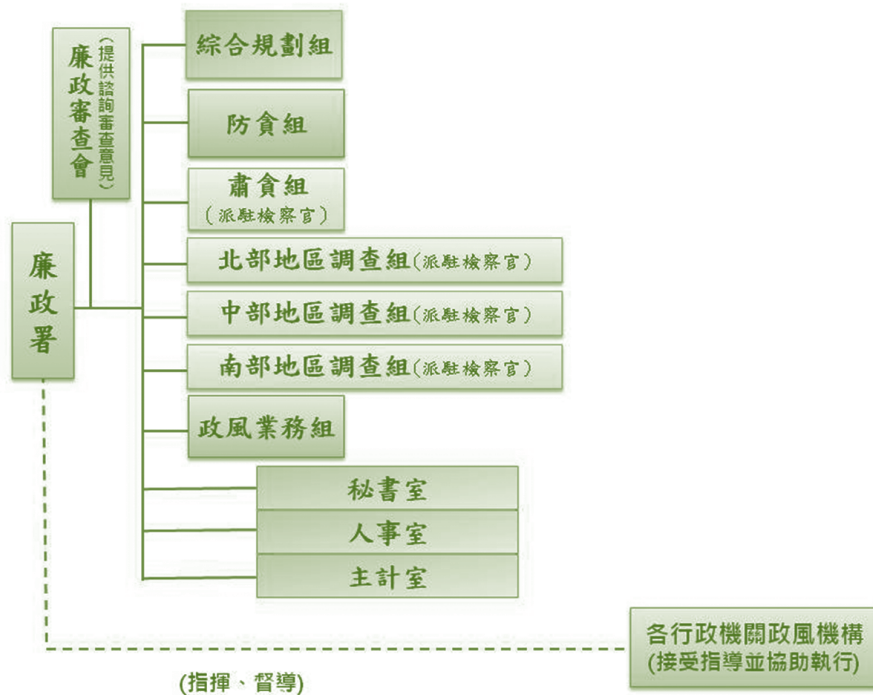 綜合規劃組
廉政審查會
(提供諮詢審查意見)
防貪組
肅貪組
(派駐檢察官)
廉政署
北部地區調查組(派駐檢察官)
中部地區調查組(派駐檢察官)
南部地區調查組(派駐檢察官)
政風業務組
秘書室
人事室
主計室
各行政機關政風機構
(接受指導並協助執行)
(指揮、督導)